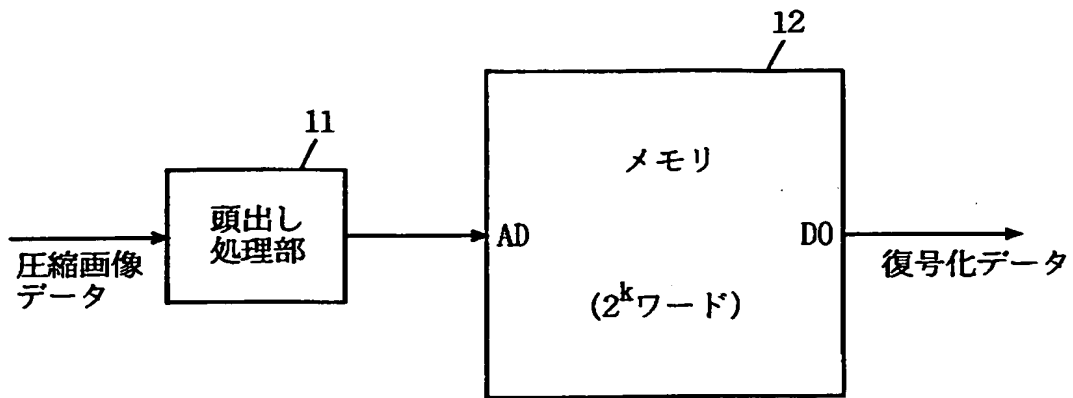 12
11
メモリ
頭出し
処理部
AD
DO
圧縮画像
データ
復号化データ
(2^kワード)